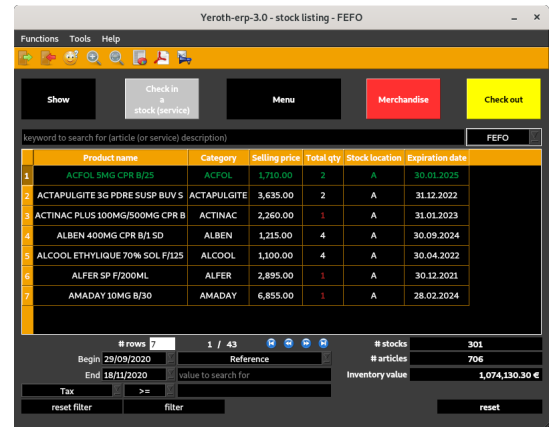 Yeroth-erp-3.0 - stock listing - FEFO
Functions Tools Help
Show
Check in
a
stock (service)
Menu
Merchandise
Check out
keyword to search for (article (or service) description)
FEFO
Product name Category Selling price Total qty Stock location Expiration date
1 ACFOL 5MG CPR B/25 ACFOL 1,710.00 2 A 30.01.2025
2 ACTAPULGITE 3G PDRE SUSP BUV S ACTAPULGITE 3,635.00 2 A 31.12.2022
3 ACTINAC PLUS 100MG/500MG CPR B ACTINAC 2,260.00 1 A 31.01.2023
4 ALBEN 400MG CPR B/1 SD ALBEN 1,215.00 4 A 30.09.2024
5 ALCOOL ETHYLIQUE 70% SOL F/125 ALCOOL 1,100.00 4 A 30.04.2022
6 ALFER SP F/200ML ALFER 2,895.00 1 A 30.12.2021
7 AMADAY 10MG B/30 AMADAY 6,855.00 1 A 28.02.2024
# rows 7 1 / 43 # stocks 301
Begin 29/09/2020 Reference # articles 706
End 18/11/2020 value to search for Inventory value 1,074,130.30 €
Tax >=
reset filter filter reset